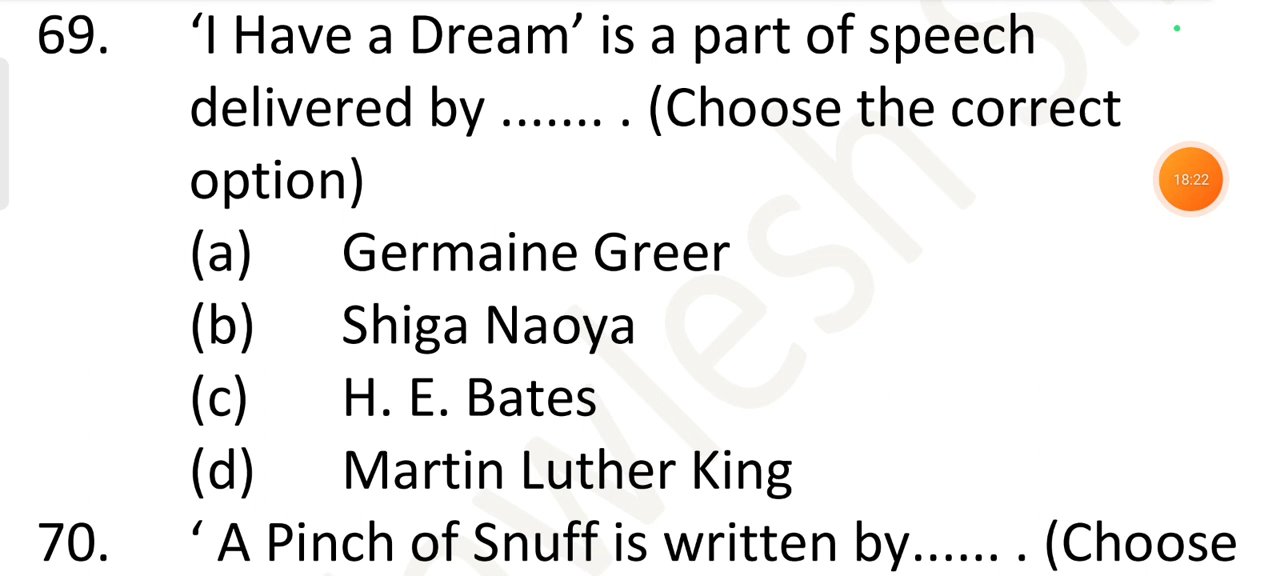 69. ‘I Have a Dream’ is a part of speech
delivered by ....... . (Choose the correct
option)
18:22
(a) Germaine Greer
(b) Shiga Naoya
(c) H. E. Bates
(d) Martin Luther King
70. ‘ A Pinch of Snuff is written by...... . (Choose